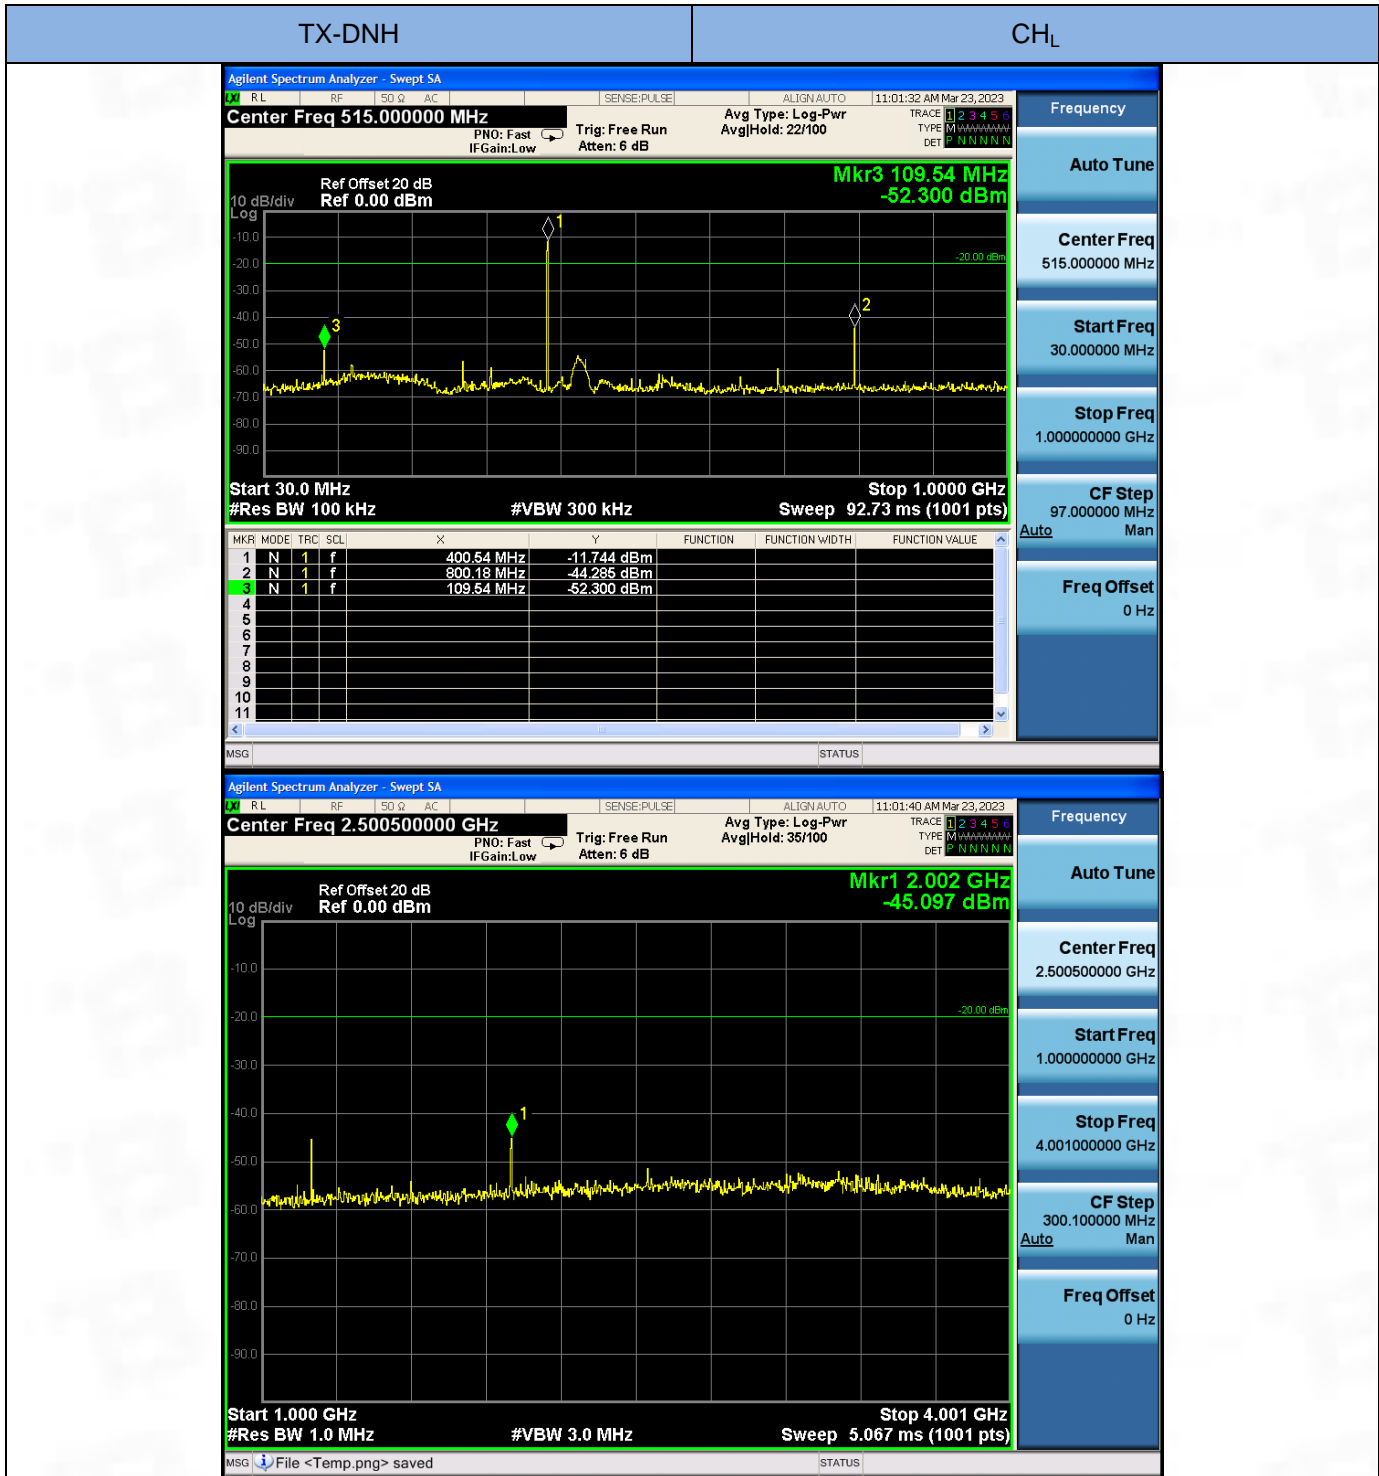 TX-DNH CH_L
Agilent Spectrum Analyzer - Swept SA
LXI RL RF 50 Ω AC SENSE:PULSE ALIGN AUTO 11:01:32 AM Mar 23, 2023
Center Freq 515.000000 MHz
PNO: Fast
IFGain:Low
Trig: Free Run
Atten: 6 dB
Avg Type: Log-Pwr
Avg|Hold: 22/100
TRACE 1 2 3 4 5 6
TYPE M
DET P N N N N N
Mkr3 109.54 MHz
-52.300 dBm
Ref Offset 20 dB
10 dB/div Ref 0.00 dBm
Log
-10.0
-20.0
-30.0
-40.0
-50.0
-60.0
-70.0
-80.0
-90.0
1
2
3
-20.00 dBm
Start 30.0 MHz Stop 1.0000 GHz
#Res BW 100 kHz #VBW 300 kHz Sweep 92.73 ms (1001 pts)
MKR MODE TRC SCL X Y FUNCTION FUNCTION WIDTH FUNCTION VALUE
1 N 1 f 400.54 MHz -11.744 dBm
2 N 1 f 800.18 MHz -44.285 dBm
3 N 1 f 109.54 MHz -52.300 dBm
4
5
6
7
8
9
10
11
MSG STATUS
Frequency
Auto Tune
Center Freq
515.000000 MHz
Start Freq
30.000000 MHz
Stop Freq
1.000000000 GHz
CF Step
97.000000 MHz
Auto Man
Freq Offset
0 Hz
Agilent Spectrum Analyzer - Swept SA
LXI RL RF 50 Ω AC SENSE:PULSE ALIGN AUTO 11:01:40 AM Mar 23, 2023
Center Freq 2.500500000 GHz
PNO: Fast
IFGain:Low
Trig: Free Run
Atten: 6 dB
Avg Type: Log-Pwr
Avg|Hold: 35/100
TRACE 1 2 3 4 5 6
TYPE M
DET P N N N N N
Mkr1 2.002 GHz
-45.097 dBm
Ref Offset 20 dB
10 dB/div Ref 0.00 dBm
Log
-10.0
-20.0
-30.0
-40.0
-50.0
-60.0
-70.0
-80.0
-90.0
1
-20.00 dBm
Start 1.000 GHz Stop 4.001 GHz
#Res BW 1.0 MHz #VBW 3.0 MHz Sweep 5.067 ms (1001 pts)
MSG File <Temp.png> saved STATUS
Frequency
Auto Tune
Center Freq
2.500500000 GHz
Start Freq
1.000000000 GHz
Stop Freq
4.001000000 GHz
CF Step
300.100000 MHz
Auto Man
Freq Offset
0 Hz